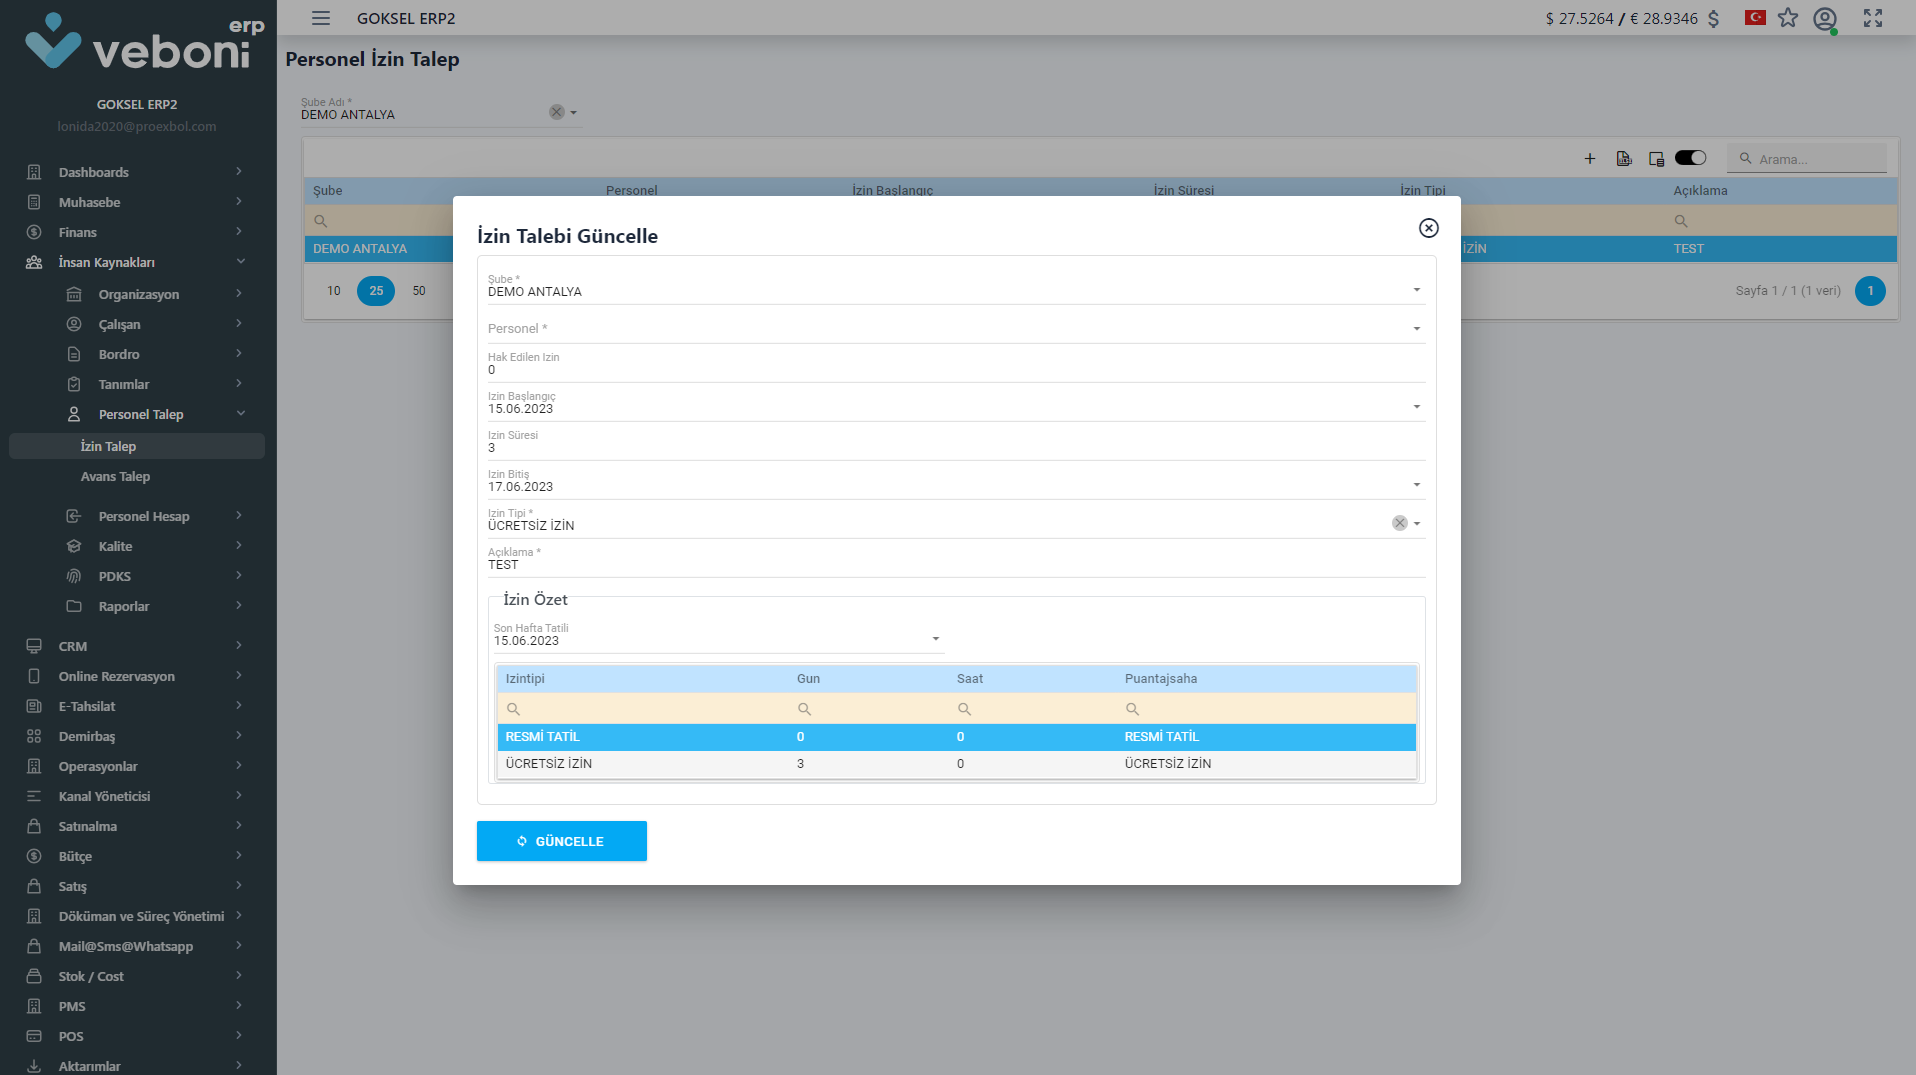 erp
veboni
GOKSEL ERP2
lonida2020@proexbol.com
Dashboards
Muhasebe
Finans
İnsan Kaynakları
Organizasyon
Çalışan
Bordro
Tanımlar
Personel Talep
İzin Talep
Avans Talep
Personel Hesap
Kalite
PDKS
Raporlar
CRM
Online Rezervasyon
E-Tahsilat
Demirbaş
Operasyonlar
Kanal Yöneticisi
Satınalma
Bütçe
Satış
Döküman ve Süreç Yönetimi
Mail@Sms@Whatsapp
Stok / Cost
PMS
POS
Aktarımlar
GOKSEL ERP2
$ 27.5264 / € 28.9346
Personel İzin Talep
Şube Adı *
DEMO ANTALYA
Arama...
Şube Personel İzin Başlangıç İzin Süresi İzin Tipi Açıklama
DEMO ANTALYA İZİN TEST
10 25 50 Sayfa 1 / 1 (1 veri) 1
İzin Talebi Güncelle
Şube *
DEMO ANTALYA
Personel *
Hak Edilen Izin
0
Izin Başlangıç
15.06.2023
Izin Süresi
3
Izin Bitiş
17.06.2023
Izin Tipi *
ÜCRETSİZ İZİN
Açıklama *
TEST
İzin Özet
Son Hafta Tatili
15.06.2023
Izintipi Gun Saat Puantajsaha
RESMİ TATİL 0 0 RESMİ TATİL
ÜCRETSİZ İZİN 3 0 ÜCRETSİZ İZİN
GÜNCELLE